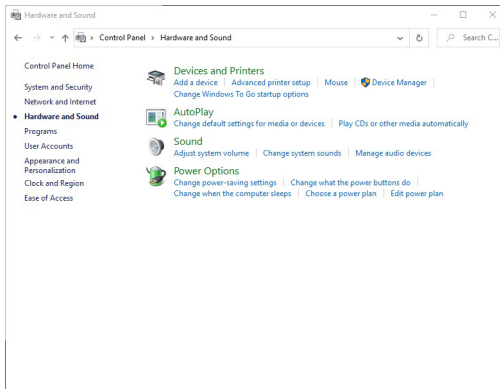 Hardware and Sound
Control Panel › Hardware and Sound
Search C...
Control Panel Home
System and Security
Network and Internet
Hardware and Sound
Programs
User Accounts
Appearance and
Personalization
Clock and Region
Ease of Access
Devices and Printers
Add a device | Advanced printer setup | Mouse | Device Manager |
Change Windows To Go startup options
AutoPlay
Change default settings for media or devices | Play CDs or other media automatically
Sound
Adjust system volume | Change system sounds | Manage audio devices
Power Options
Change power-saving settings | Change what the power buttons do |
Change when the computer sleeps | Choose a power plan | Edit power plan